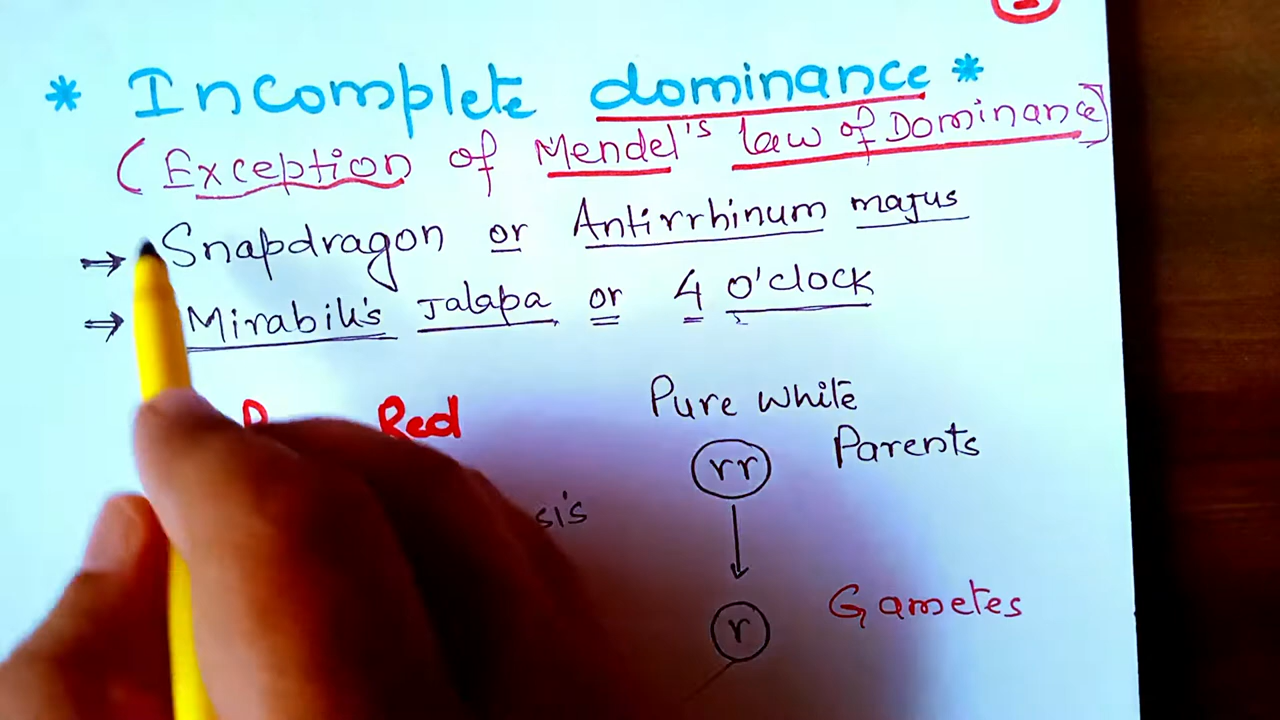 * Incomplete dominance *
(Exception of Mendel's law of Dominance]
→ Snapdragon or Antirrhinum majus
⇒ Mirabilis Jalapa or 4 o'clock
Red
Pure white
Parents
rr
r
Gametes